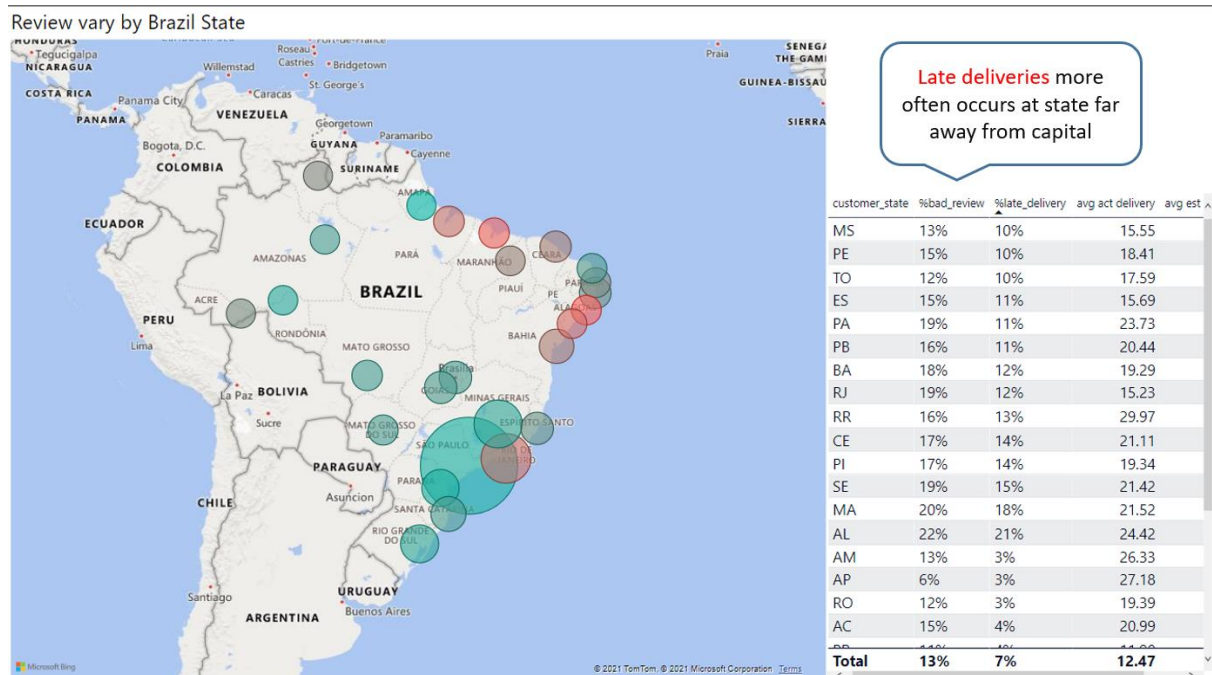 Review vary by Brazil State
HONDURAS
Tegucigalpa
NICARAGUA
COSTA RICA
Panama City
PANAMA
Willemstad
Roseau
Castries
Bridgetown
St. George's
Caracas
VENEZUELA
Georgetown
Paramaribo
GUYANA
Cayenne
SURINAME
Bogota, D.C.
COLOMBIA
Praia
SENEGA
THE GAMI
GUINEA-BISSAU
SIERRA
AMAPÁ
ECUADOR
AMAZONAS
PARÁ
MARANHÃO
CEARÁ
PIAUÍ
PE
BRAZIL
ACRE
PERU
Lima
RONDÔNIA
BAHIA
MATO GROSSO
Brasília
GOIÁS
La Paz
BOLIVIA
MINAS GERAIS
Sucre
MATO GROSSO
DO SUL
ESPÍRITO SANTO
SÃO PAULO
RIO DE
JANEIRO
PARAGUAY
Asuncion
PARANÁ
CHILE
SANTA CATARINA
RIO GRANDE
DO SUL
Santiago
URUGUAY
Buenos Aires
ARGENTINA
Microsoft Bing
© 2021 TomTom, © 2021 Microsoft Corporation Terms
Late deliveries more
often occurs at state far
away from capital
customer_state %bad_review %late_delivery avg act delivery avg est
MS 13% 10% 15.55
PE 15% 10% 18.41
TO 12% 10% 17.59
ES 15% 11% 15.69
PA 19% 11% 23.73
PB 16% 11% 20.44
BA 18% 12% 19.29
RJ 19% 12% 15.23
RR 16% 13% 29.97
CE 17% 14% 21.11
PI 17% 14% 19.34
SE 19% 15% 21.42
MA 20% 18% 21.52
AL 22% 21% 24.42
AM 13% 3% 26.33
AP 6% 3% 27.18
RO 12% 3% 19.39
AC 15% 4% 20.99
Total 13% 7% 12.47